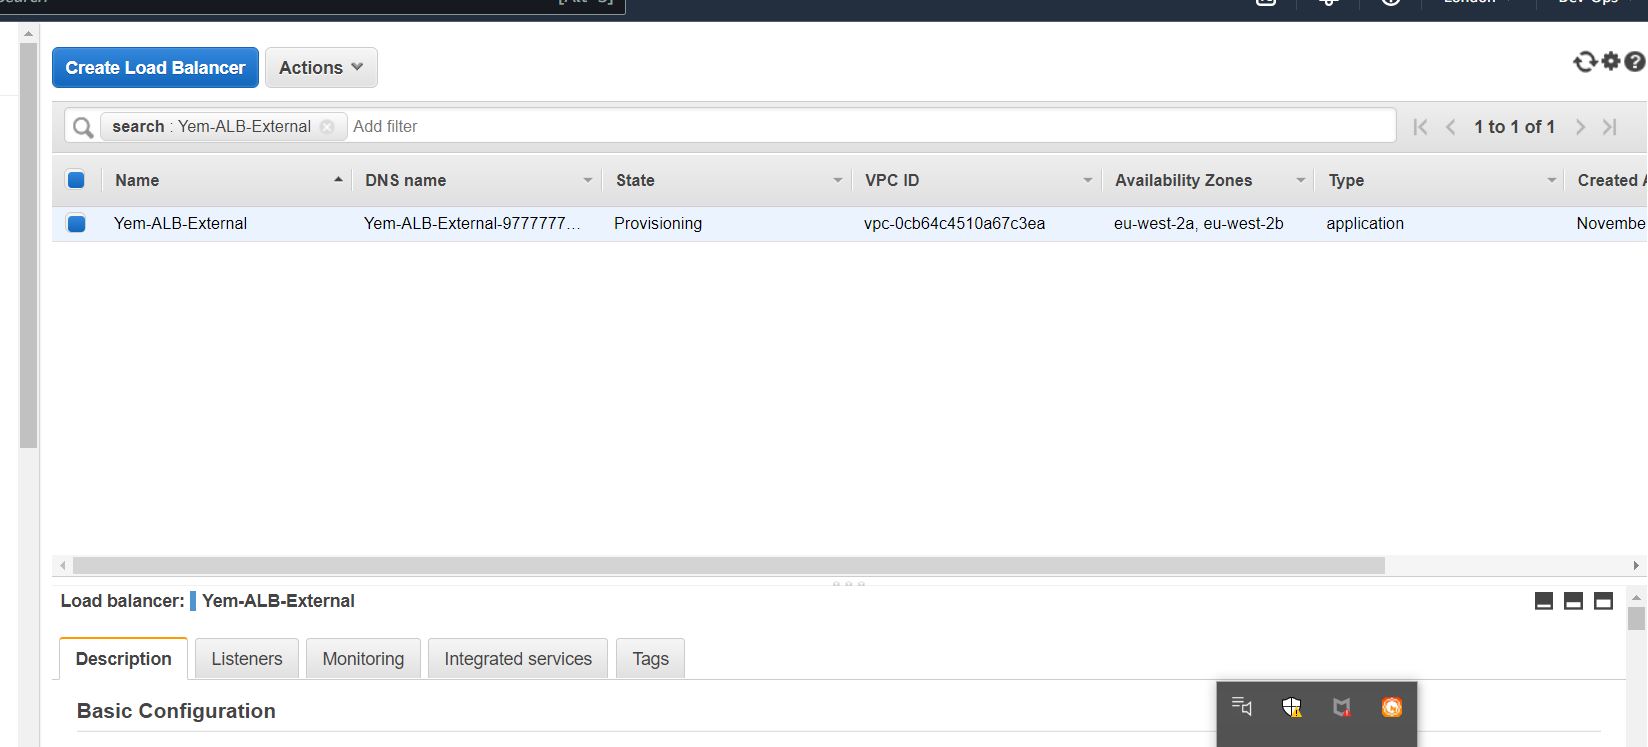 Create Load Balancer Actions
search : Yem-ALB-External Add filter 1 to 1 of 1
Name DNS name State VPC ID Availability Zones Type Created
Yem-ALB-External Yem-ALB-External-9777777... Provisioning vpc-0cb64c4510a67c3ea eu-west-2a, eu-west-2b application Novembe
Load balancer: Yem-ALB-External
Description Listeners Monitoring Integrated services Tags
Basic Configuration